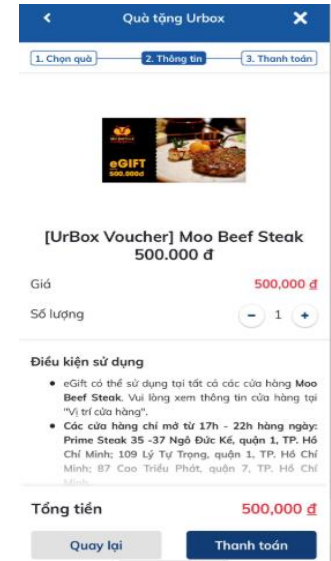 Quà tặng Urbox
1. Chọn quà
2. Thông tin
3. Thanh toán
eGIFT
500.000đ
[UrBox Voucher] Moo Beef Steak
500.000 đ
Giá
500,000 đ
Số lượng
- 1 +
Điều kiện sử dụng
• eGift có thể sử dụng tại tất cả các cửa hàng Moo
Beef Steak. Vui lòng xem thông tin cửa hàng tại
"Vị trí cửa hàng".
• Các cửa hàng chỉ mở từ 17h - 22h hàng ngày:
Prime Steak 35 -37 Ngô Đức Kế, quận 1, TP. Hồ
Chí Minh; 109 Lý Tự Trọng, quận 1, TP. Hồ Chí
Minh; 87 Cao Triều Phát, quận 7, TP. Hồ Chí
Minh
Tổng tiền
500,000 đ
Quay lại
Thanh toán